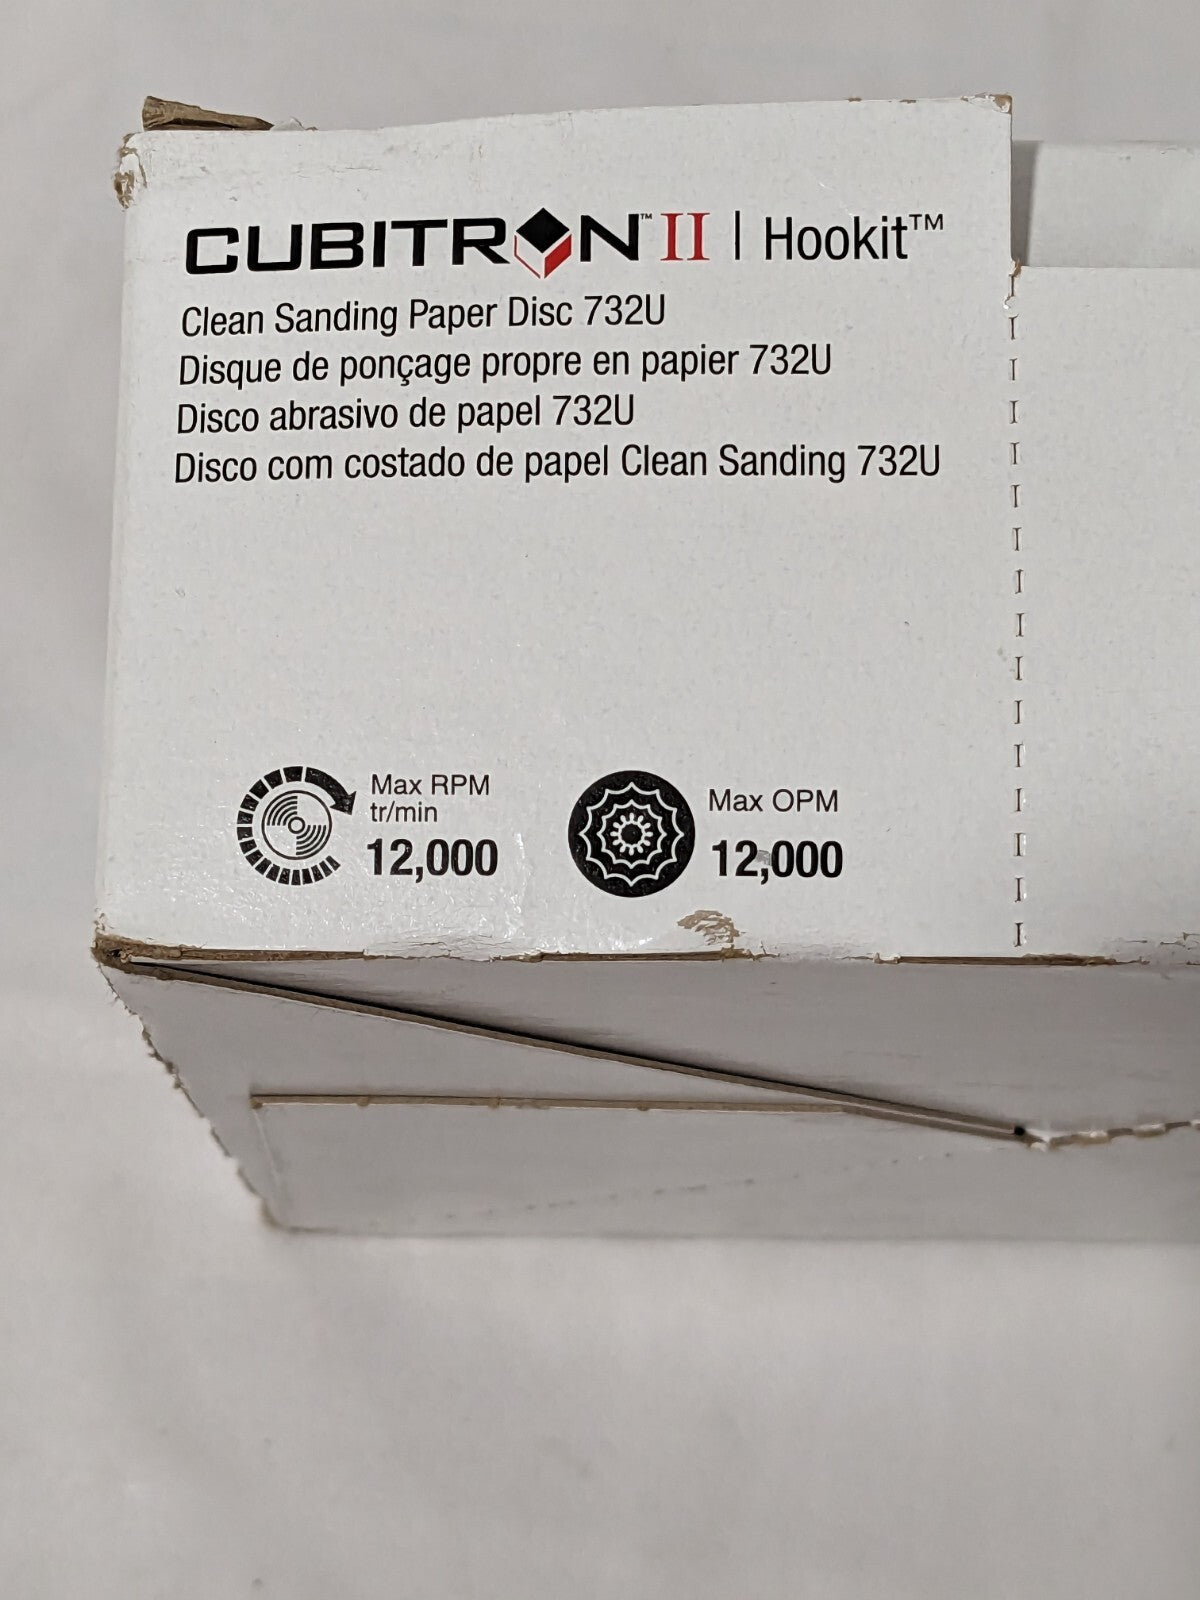 CUBITRON™ II | Hookit™
Clean Sanding Paper Disc 732U
Disque de ponçage propre en papier 732U
Disco abrasivo de papel 732U
Disco com costado de papel Clean Sanding 732U
Max RPM
tr/min
12,000
Max OPM
12,000